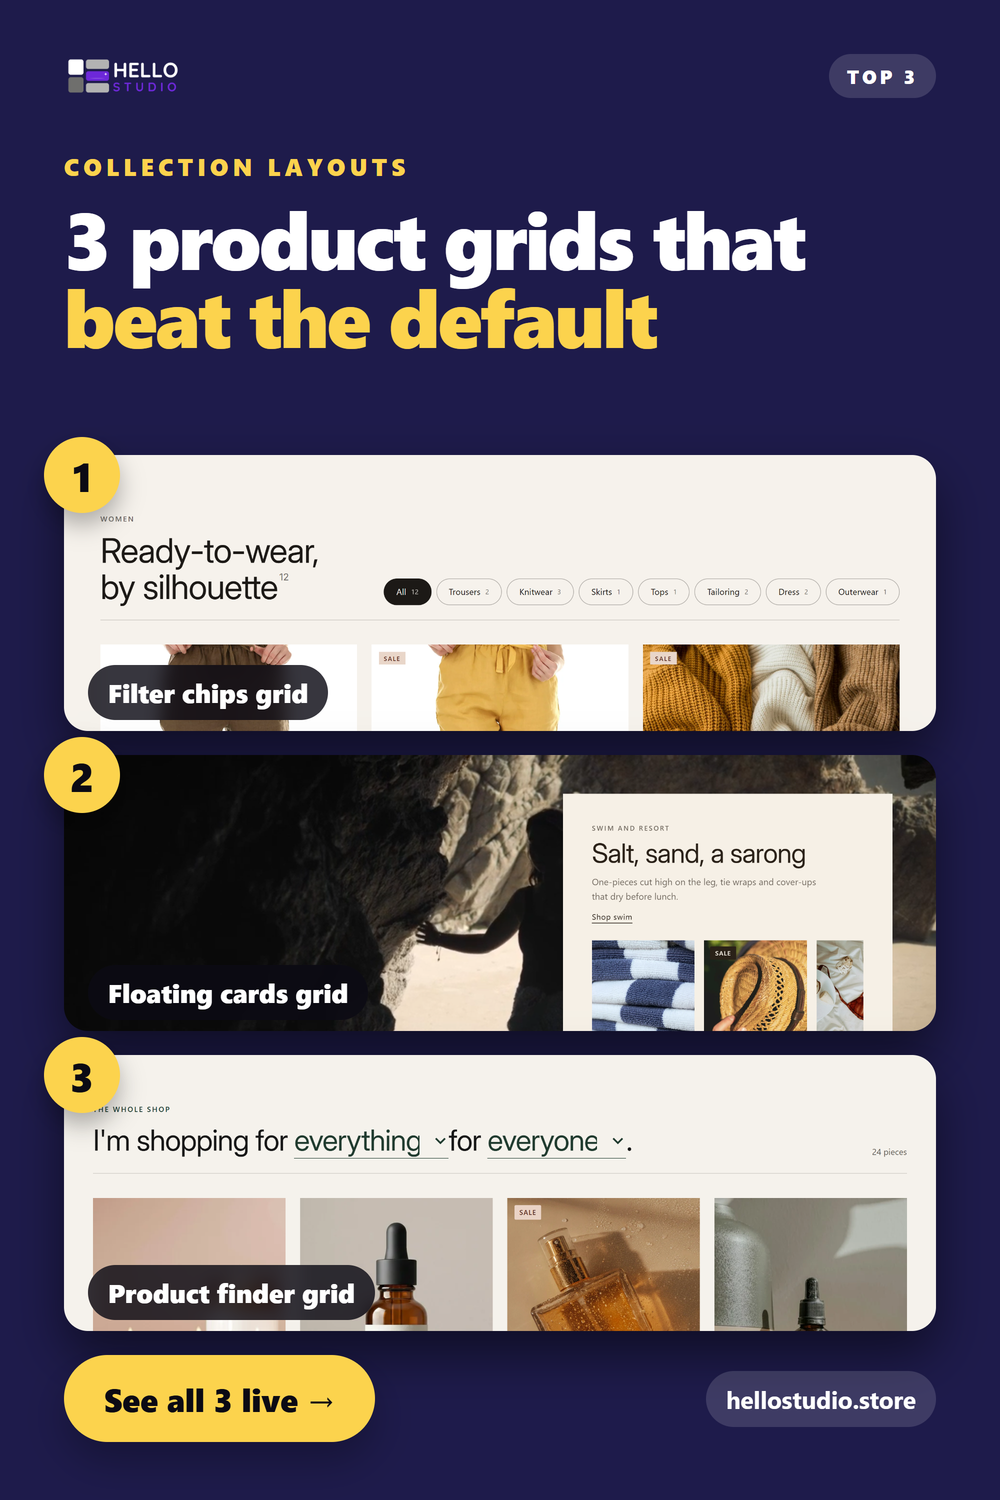 HELLO
STUDIO
TOP 3
COLLECTION LAYOUTS
3 product grids that
beat the default
1
WOMEN
Ready-to-wear,
by silhouette 12
All 12
Trousers 2
Knitwear 3
Skirts 1
Tops 1
Tailoring 2
Dress 2
Outerwear 1
SALE
SALE
Filter chips grid
2
SWIM AND RESORT
Salt, sand, a sarong
One-pieces cut high on the leg, tie wraps and cover-ups
that dry before lunch.
Shop swim
SALE
Floating cards grid
3
THE WHOLE SHOP
I'm shopping for everything for everyone.
24 pieces
SALE
Product finder grid
See all 3 live →
hellostudio.store